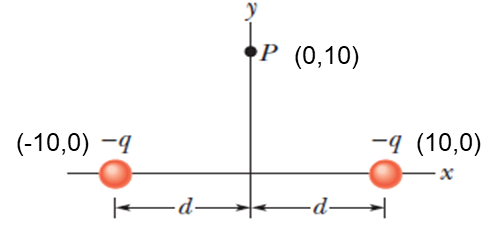 y
P (0,10)
(-10,0) −q −q (10,0)
x
d d